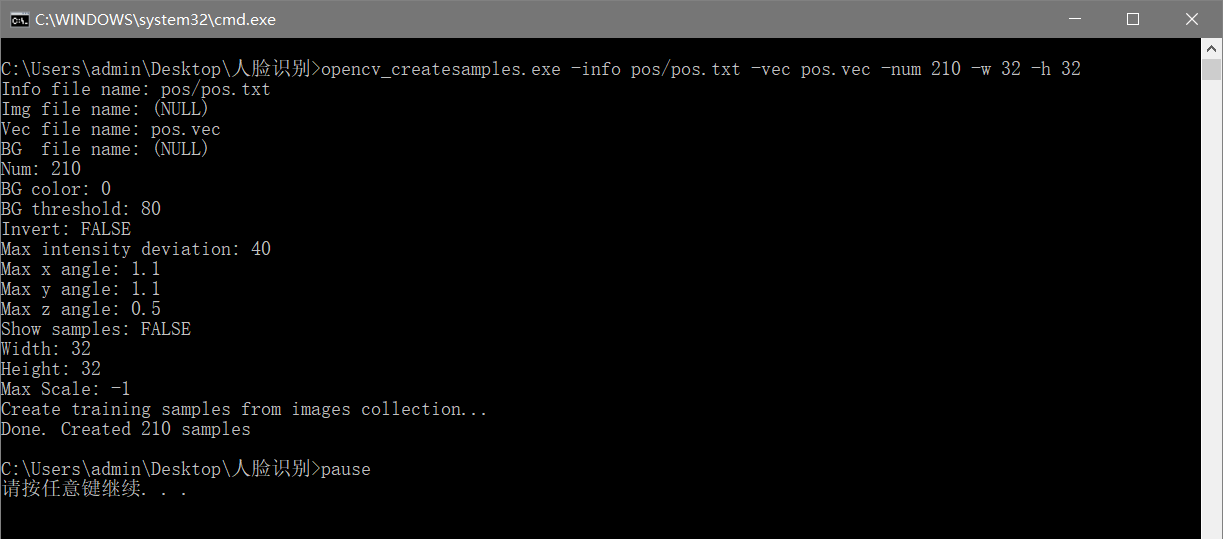 C:\WINDOWS\system32\cmd.exe
C:\Users\admin\Desktop\人脸识别>opencv_createsamples.exe -info pos/pos.txt -vec pos.vec -num 210 -w 32 -h 32
Info file name: pos/pos.txt
Img file name: (NULL)
Vec file name: pos.vec
BG  file name: (NULL)
Num: 210
BG color: 0
BG threshold: 80
Invert: FALSE
Max intensity deviation: 40
Max x angle: 1.1
Max y angle: 1.1
Max z angle: 0.5
Show samples: FALSE
Width: 32
Height: 32
Max Scale: -1
Create training samples from images collection...
Done. Created 210 samples
C:\Users\admin\Desktop\人脸识别>pause
请按任意键继续. . .